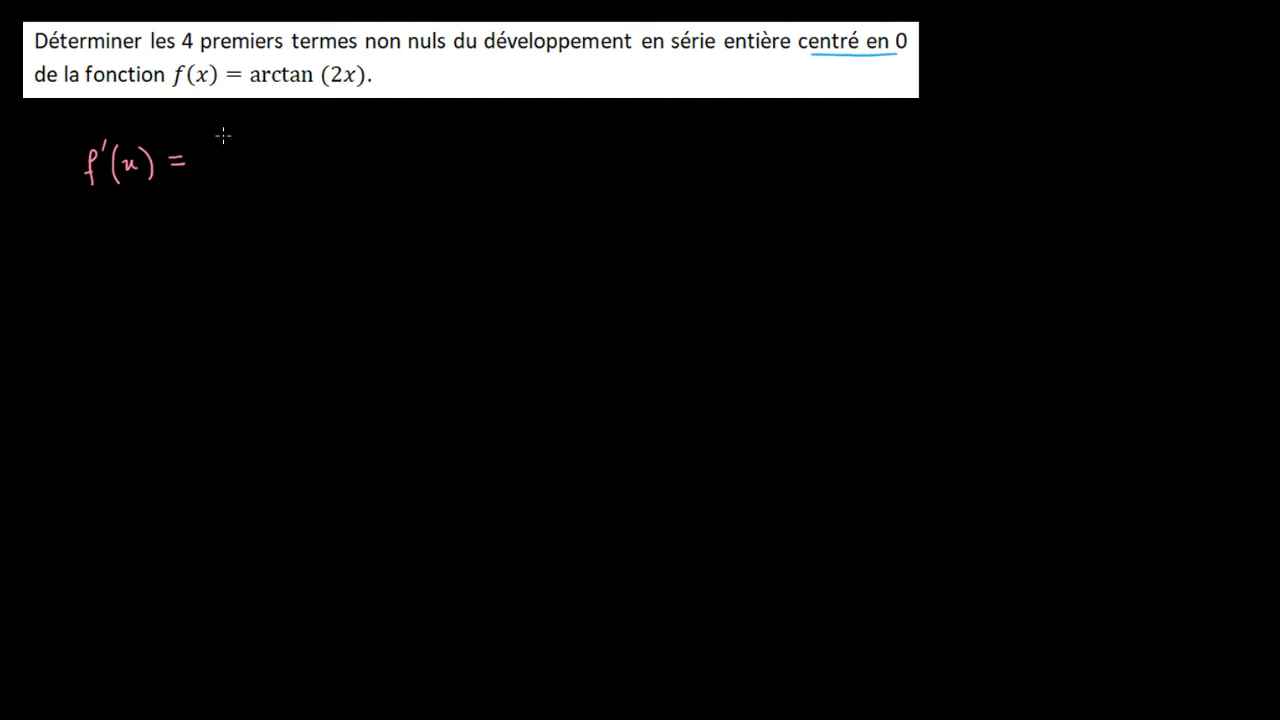 Déterminer les 4 premiers termes non nuls du développement en série entière centré en 0
de la fonction f(x) = arctan (2x).
f'(x) =